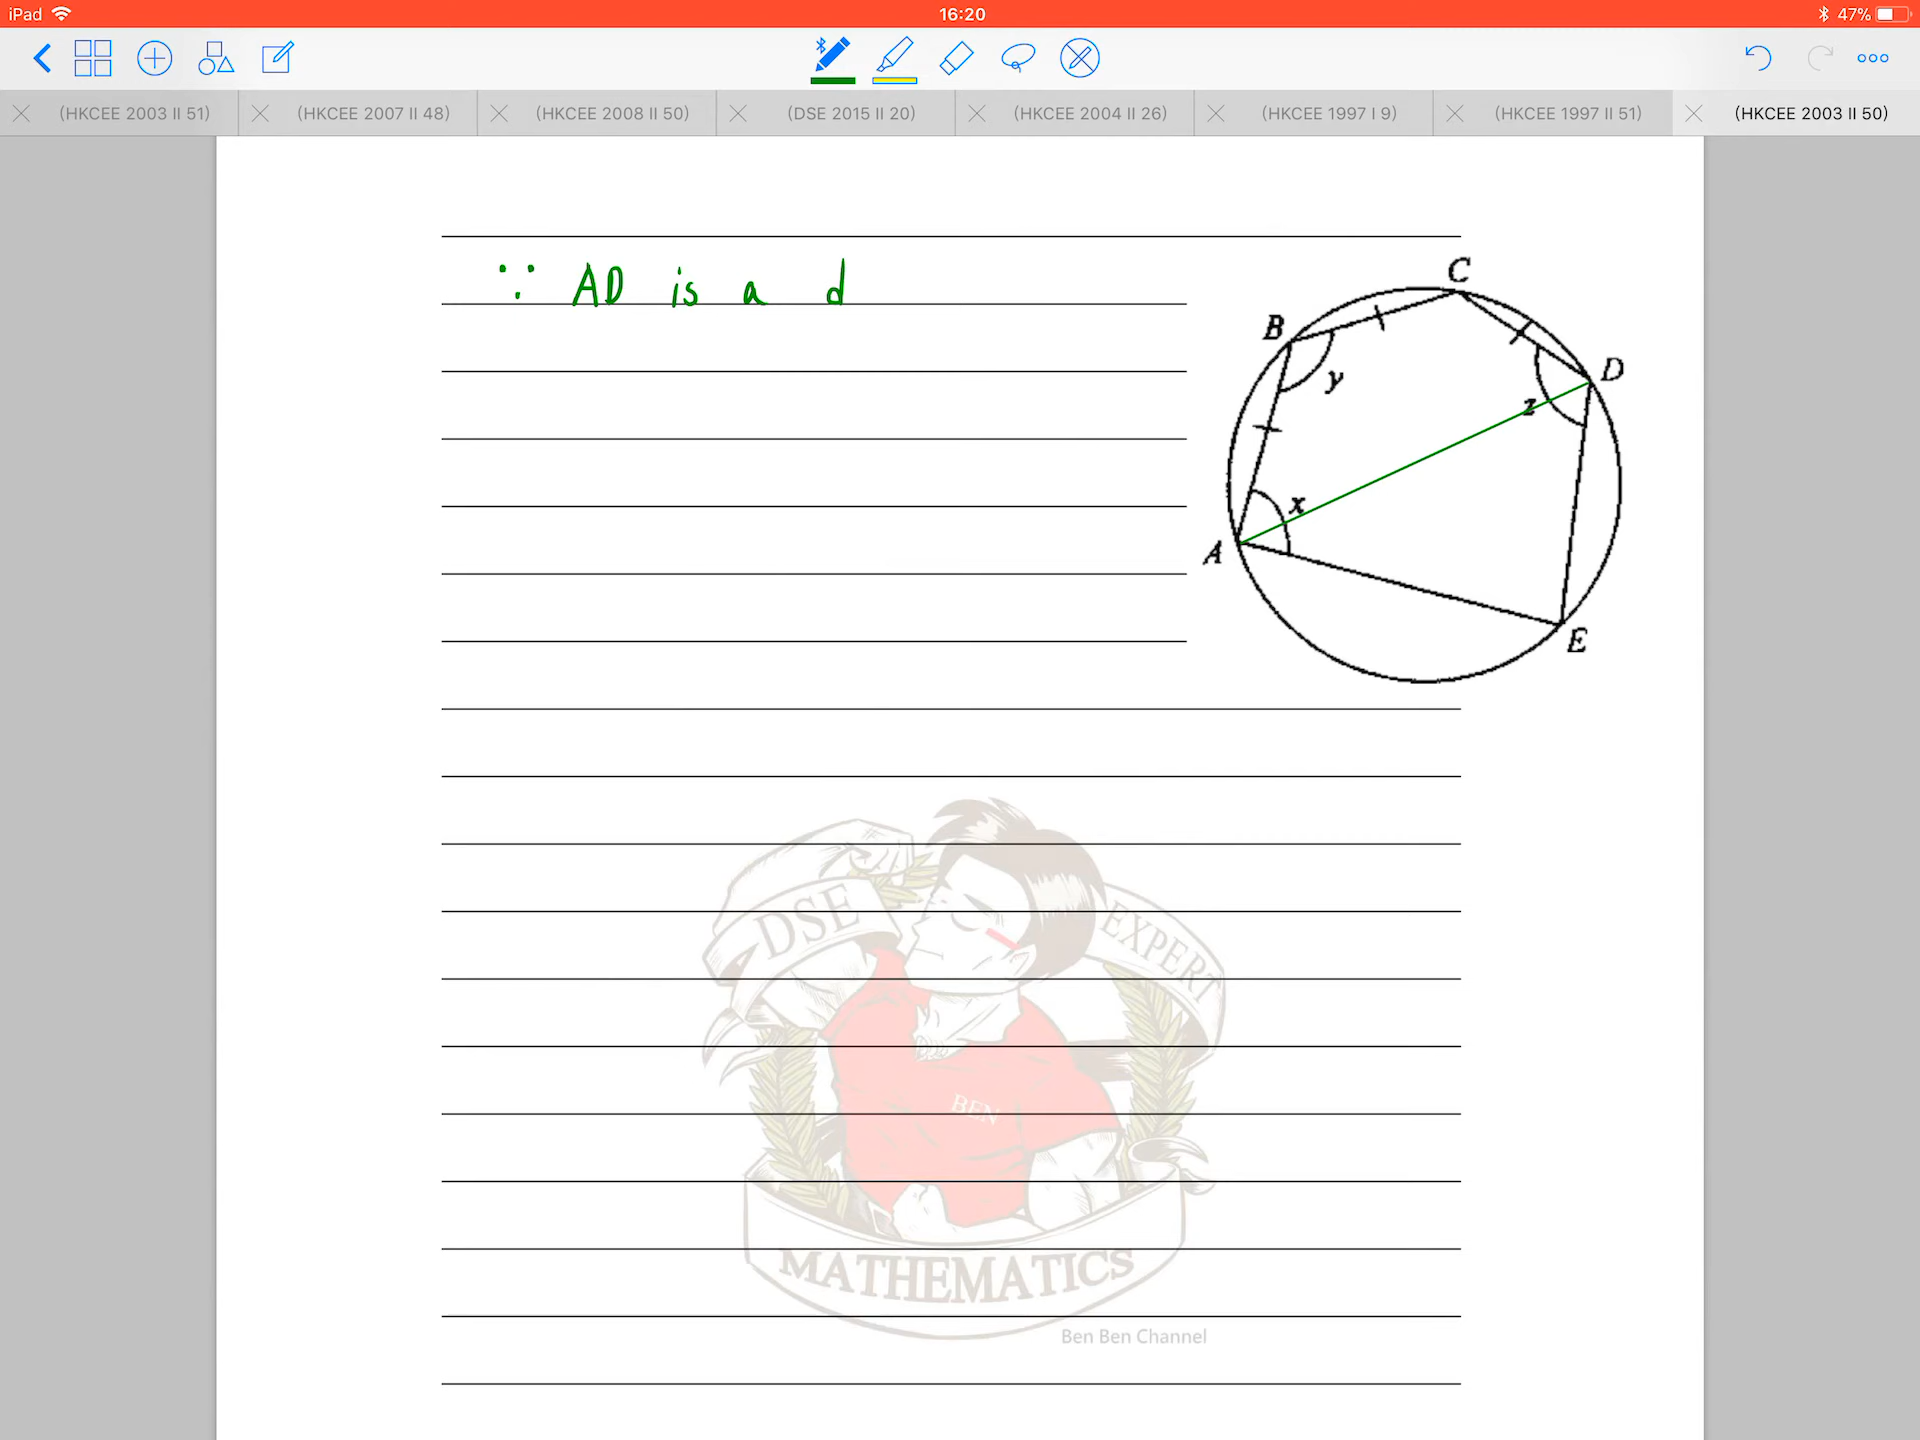 iPad 16:20 47%
(HKCEE 2003 II 51) (HKCEE 2007 II 48) (HKCEE 2008 II 50) (DSE 2015 II 20) (HKCEE 2004 II 26) (HKCEE 1997 I 9) (HKCEE 1997 II 51) (HKCEE 2003 II 50)
∵ AD is a d
C
B
D
y
z
x
A
E
DSE EXPERT
BEN
MATHEMATICS
Ben Ben Channel